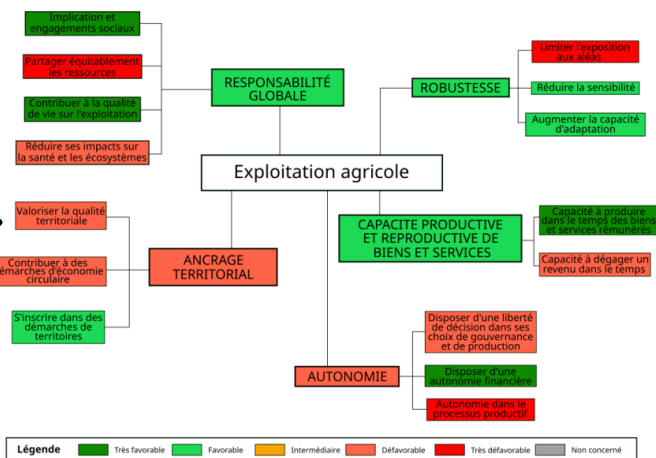 Implication et
engagements sociaux
Partager équitablement
les ressources
Contribuer à la qualité
de vie sur l'exploitation
Réduire ses impacts sur
la santé et les écosystèmes
RESPONSABILITÉ
GLOBALE
ROBUSTESSE
Limiter l'exposition
aux aléas
Réduire la sensibilité
Augmenter la capacité
d'adaptation
Exploitation agricole
Valoriser la qualité
territoriale
Contribuer à des
démarches d'économie
circulaire
S'inscrire dans des
démarches de
territoires
ANCRAGE
TERRITORIAL
CAPACITE PRODUCTIVE
ET REPRODUCTIVE DE
BIENS ET SERVICES
Capacité à produire
dans le temps des biens
et services rémunérés
Capacité à dégager un
revenu dans le temps
AUTONOMIE
Disposer d'une liberté
de décision dans ses
choix de gouvernance
et de production
Disposer d'une
autonomie financière
Autonomie dans le
processus productif
Légende
Très favorable
Favorable
Intermédiaire
Défavorable
Très défavorable
Non concerné